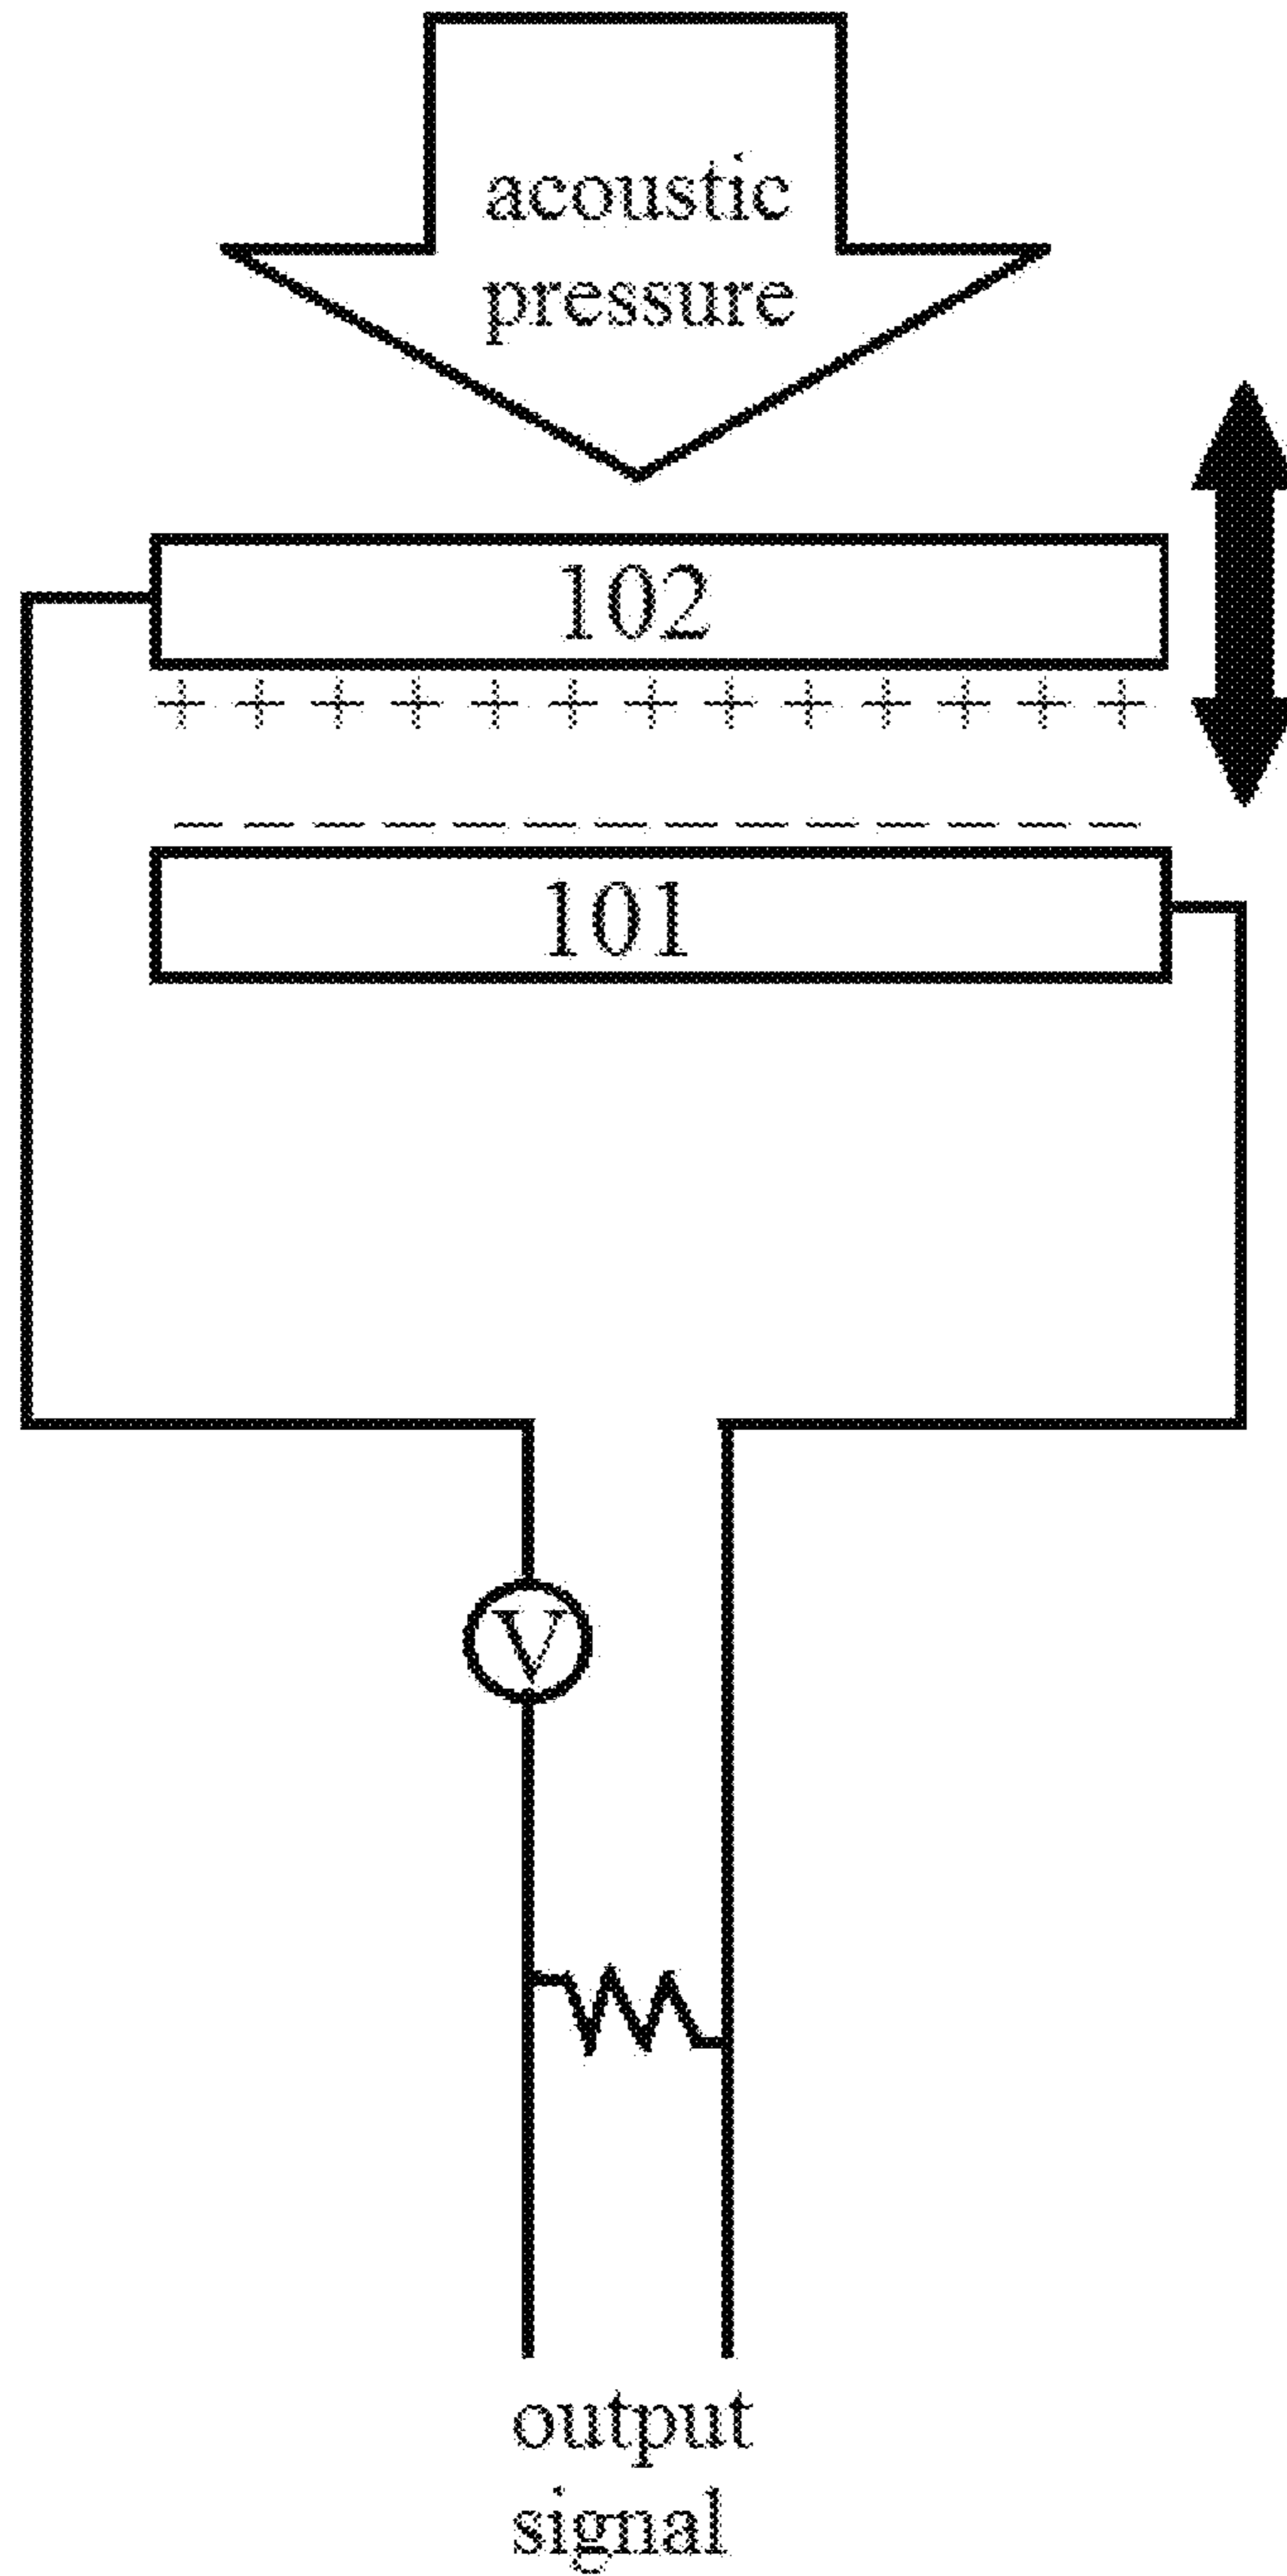 acoustic
pressure
102
+ + + + + + + + + + + + +
− − − − − − − − − − − − − −
101
V
output
signal